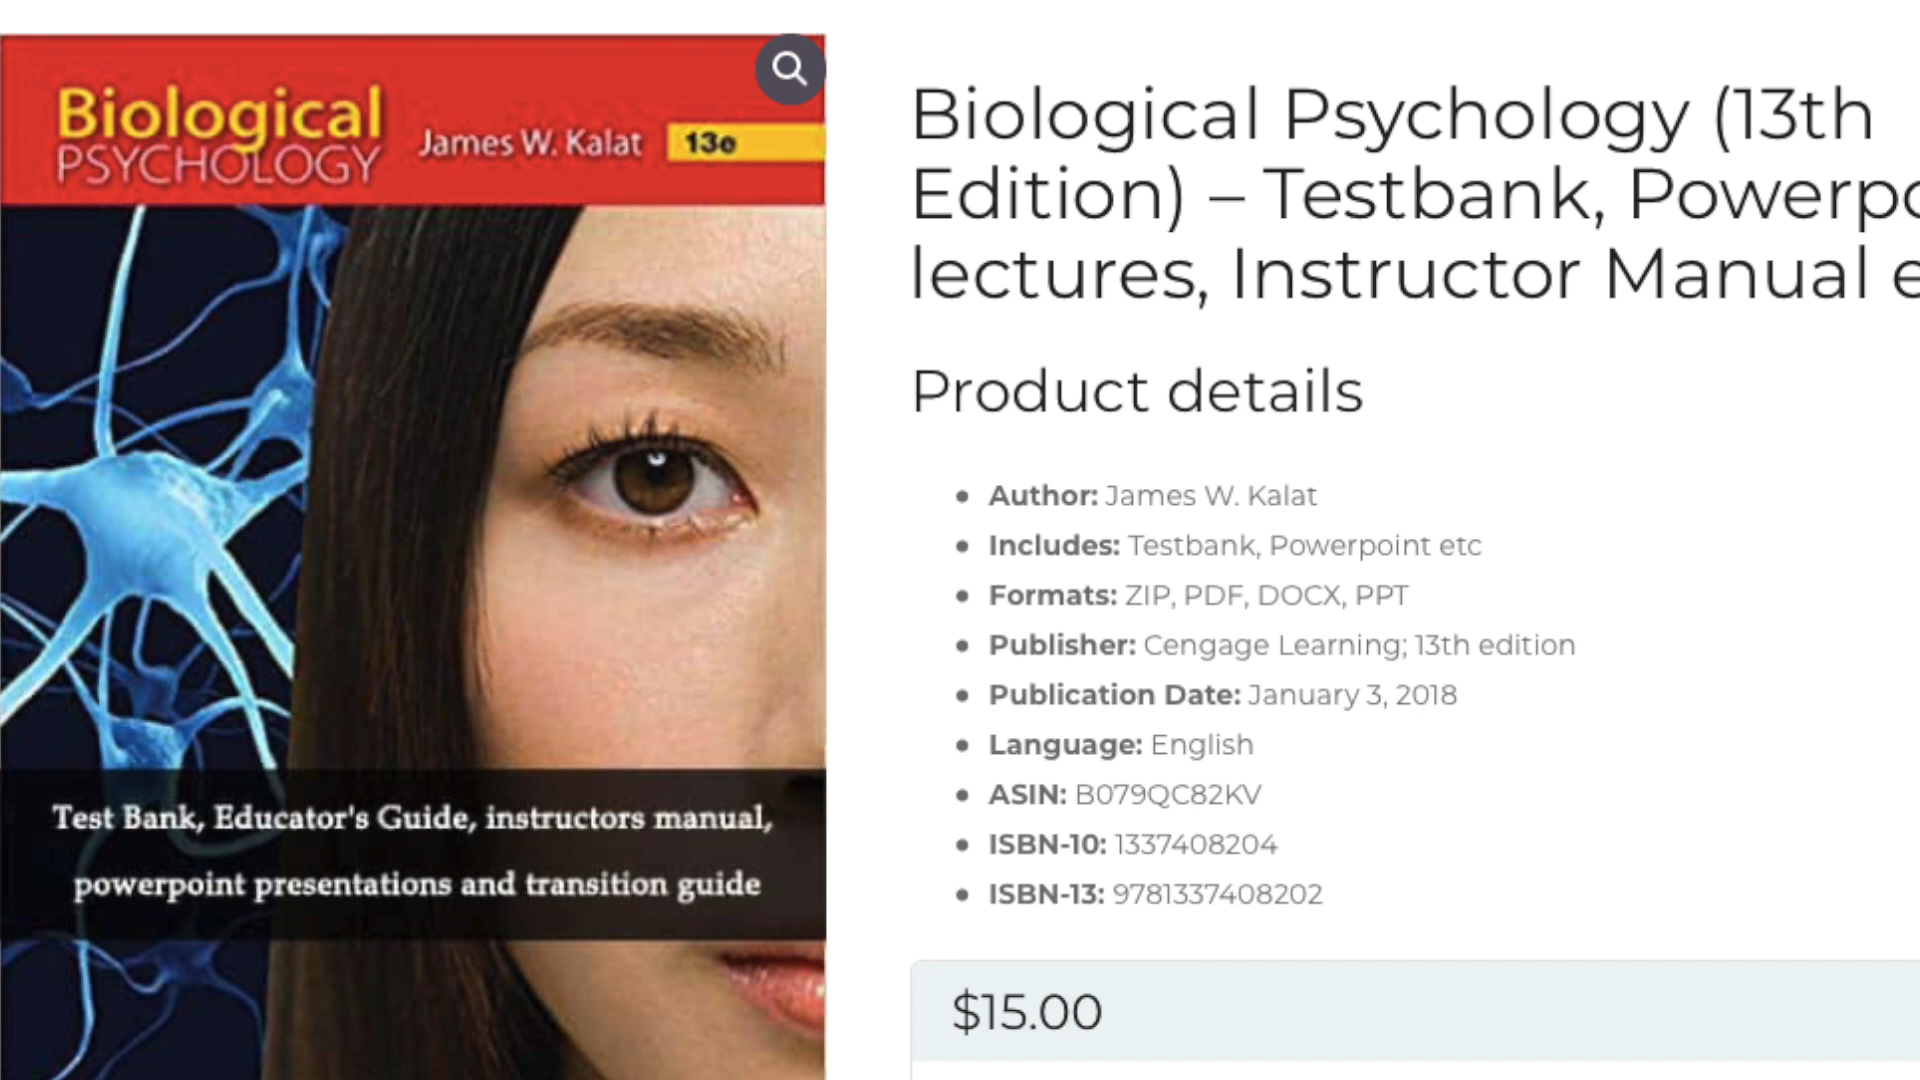 Biological
PSYCHOLOGY
James W. Kalat
13e
Test Bank, Educator's Guide, instructors manual,
powerpoint presentations and transition guide
Biological Psychology (13th
Edition) – Testbank, Powerpo
lectures, Instructor Manual e
Product details
• Author: James W. Kalat
• Includes: Testbank, Powerpoint etc
• Formats: ZIP, PDF, DOCX, PPT
• Publisher: Cengage Learning; 13th edition
• Publication Date: January 3, 2018
• Language: English
• ASIN: B079QC82KV
• ISBN-10: 1337408204
• ISBN-13: 9781337408202
$15.00